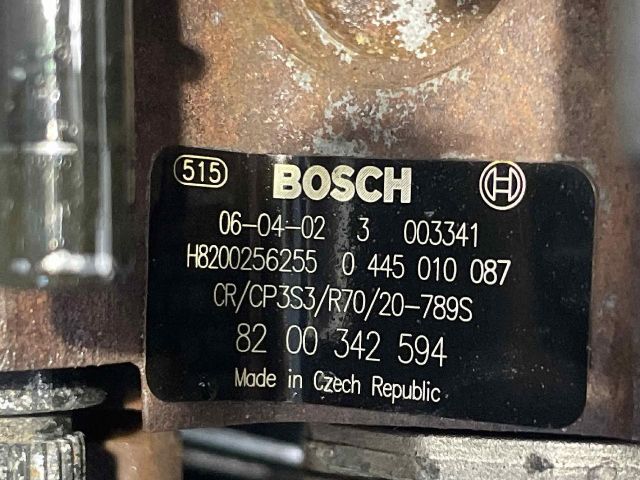 515 BOSCH
06-04-02 3 003341
H8200256255 0 445 010 087
CR/CP3S3/R70/20-789S
82 00 342 594
Made in Czech Republic